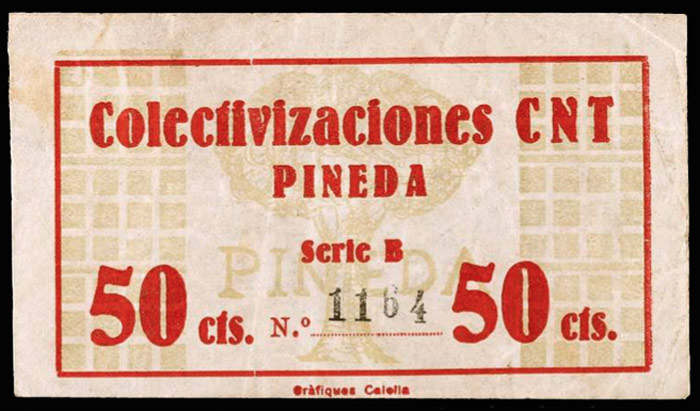 Colectivizaciones CNT
PINEDA
Serie B
PINEDA
50 cts. N.º 1164 50 cts.
Gràfiques Calella